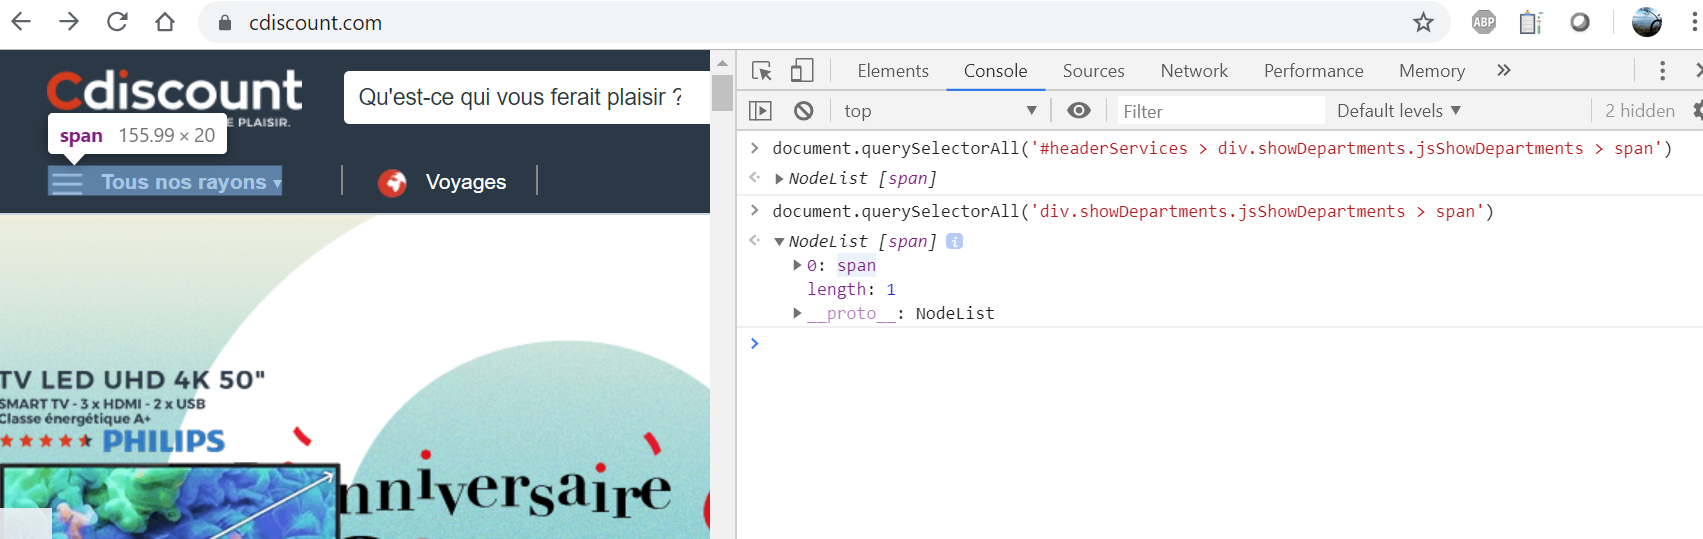 cdiscount.com
ABP
Cdiscount
E PLAISIR.
Qu'est-ce qui vous ferait plaisir ?
span 155.99 × 20
Tous nos rayons ▾
Voyages
TV LED UHD 4K 50"
SMART TV - 3 x HDMI - 2 x USB
Classe énergétique A+
PHILIPS
nniversaire
Elements Console Sources Network Performance Memory »
top ▼ Filter Default levels ▼ 2 hidden
> document.querySelectorAll('#headerServices > div.showDepartments.jsShowDepartments > span')
▶ NodeList [span]
> document.querySelectorAll('div.showDepartments.jsShowDepartments > span')
▼ NodeList [span] i
▶ 0: span
length: 1
▶ __proto__: NodeList
>